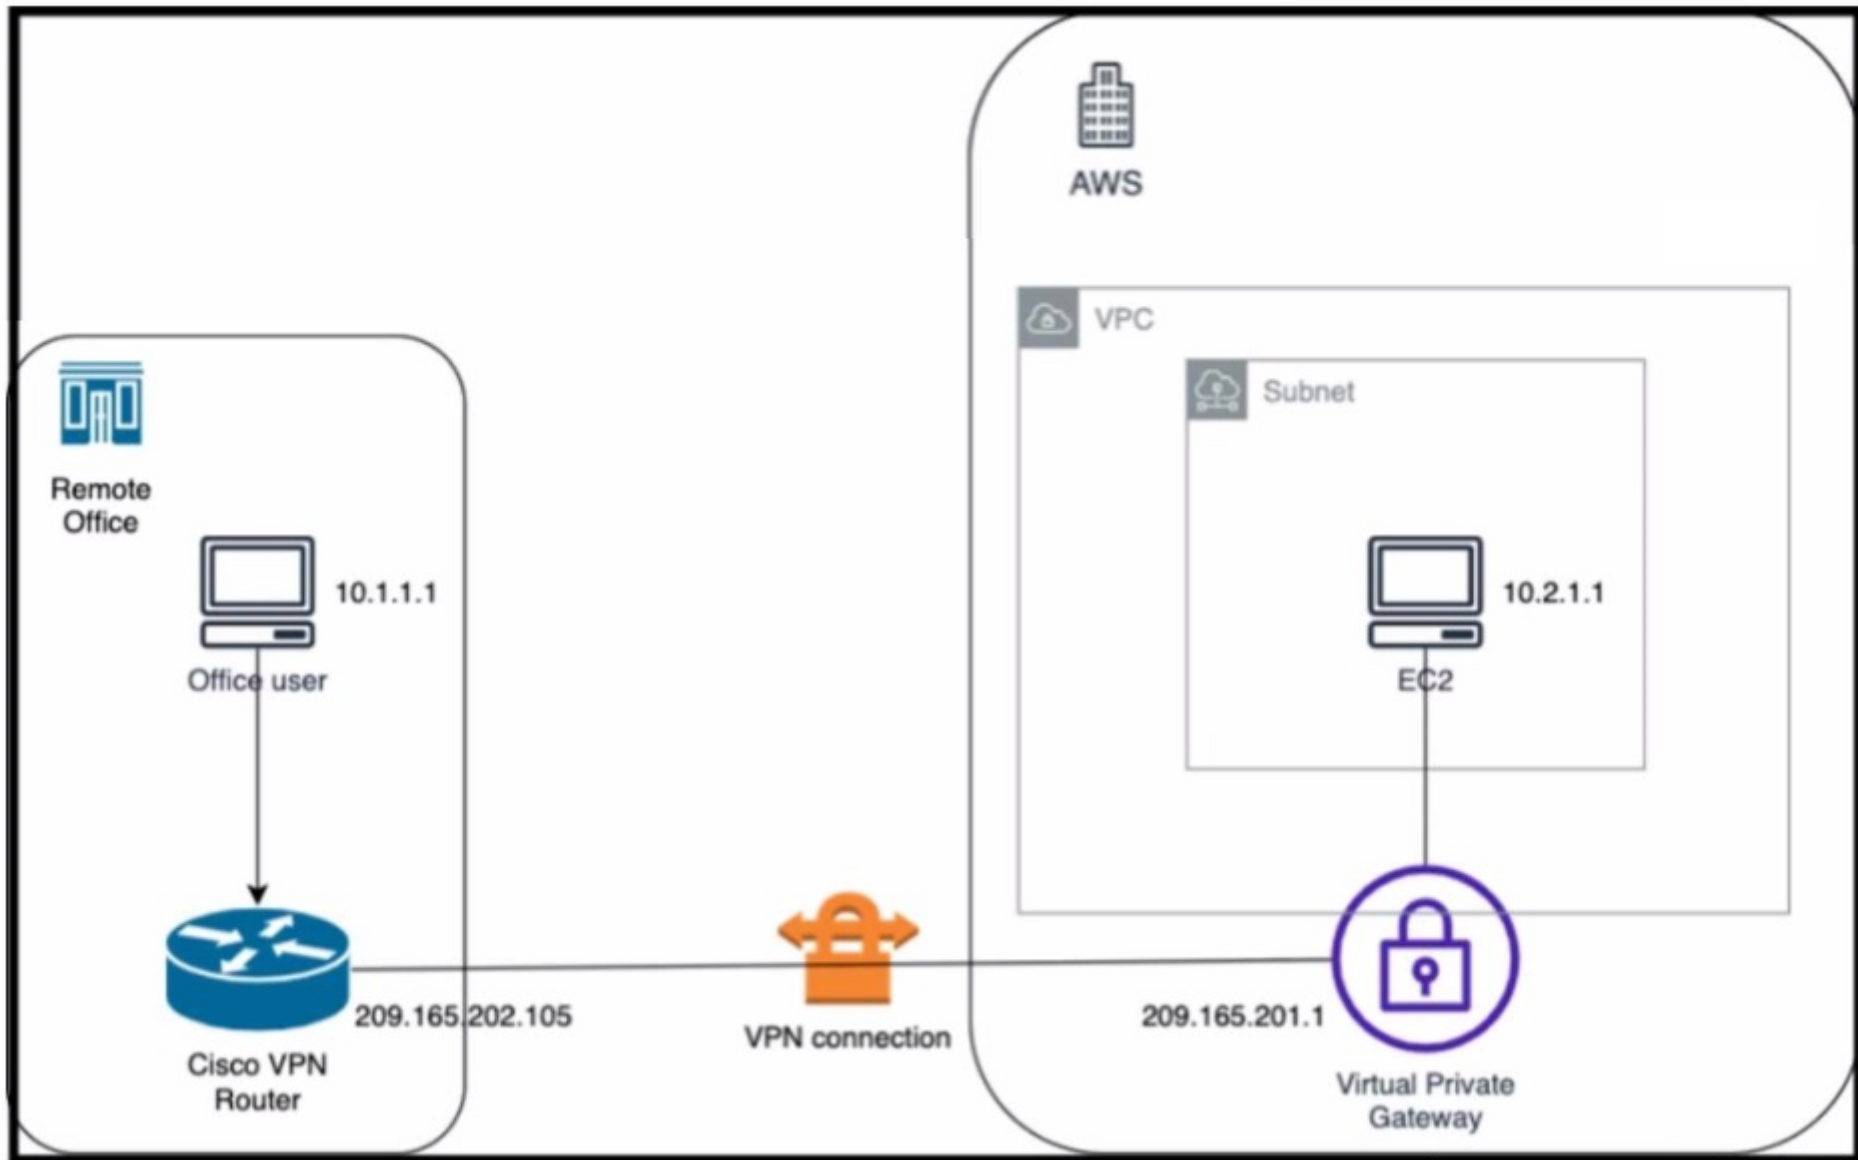 AWS
VPC
Subnet
Remote
Office
10.1.1.1
10.2.1.1
Office user
EC2
209.165.202.105
VPN connection
209.165.201.1
Cisco VPN
Router
Virtual Private
Gateway